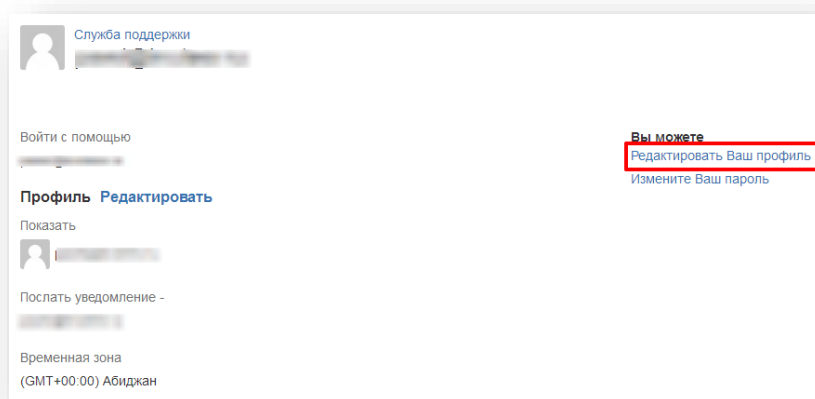 Служба поддержки
Войти с помощью
Вы можете
Редактировать Ваш профиль
Измените Ваш пароль
Профиль Редактировать
Показать
Послать уведомление -
Временная зона
(GMT+00:00) Абиджан